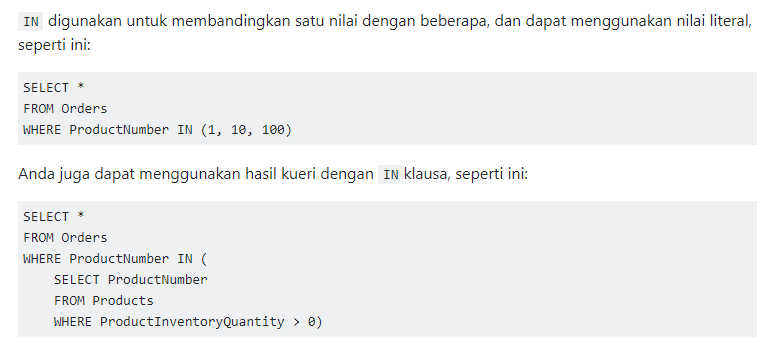 IN digunakan untuk membandingkan satu nilai dengan beberapa, dan dapat menggunakan nilai literal,
seperti ini:
SELECT *
FROM Orders
WHERE ProductNumber IN (1, 10, 100)
Anda juga dapat menggunakan hasil kueri dengan IN klausa, seperti ini:
SELECT *
FROM Orders
WHERE ProductNumber IN (
    SELECT ProductNumber
    FROM Products
    WHERE ProductInventoryQuantity > 0)